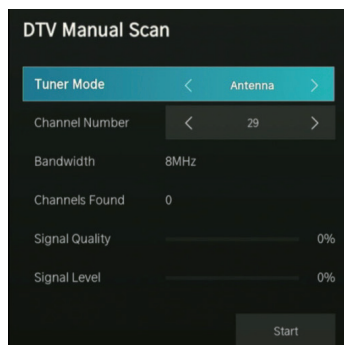 DTV Manual Scan
Tuner Mode < Antenna >
Channel Number < 29 >
Bandwidth 8MHz
Channels Found 0
Signal Quality 0%
Signal Level 0%
Start